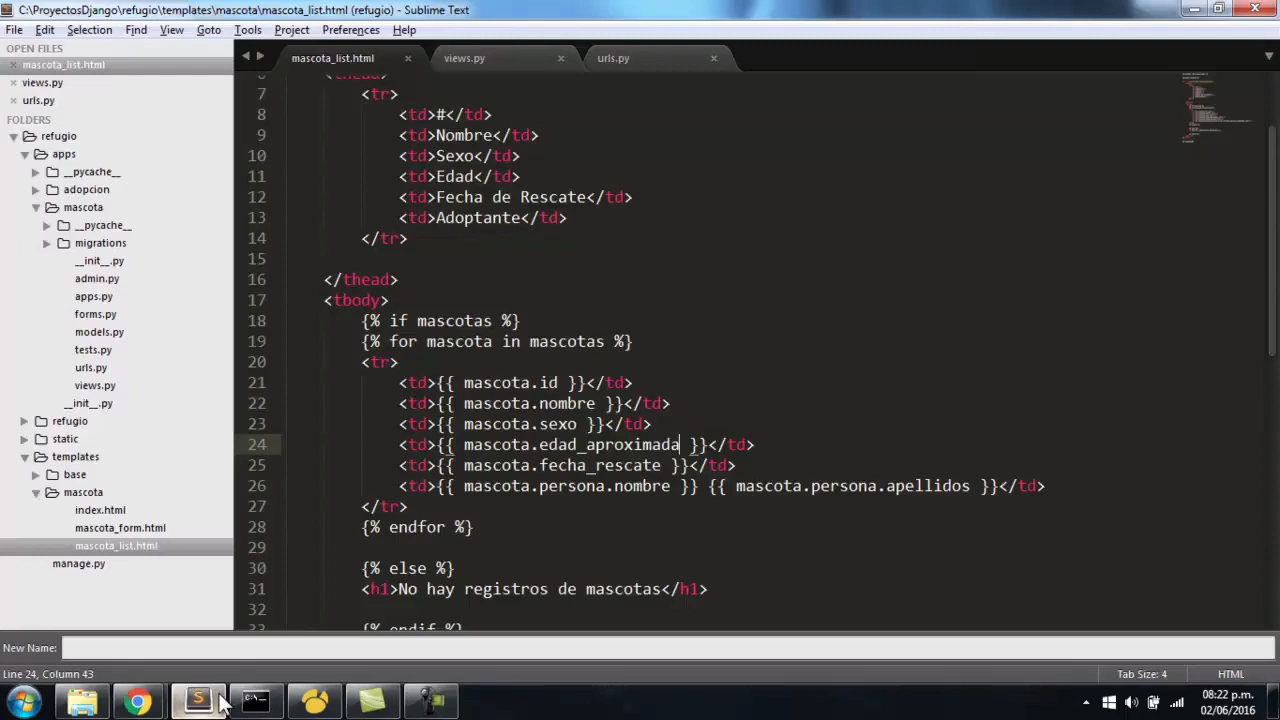 C:\ProyectosDjango\refugio\templates\mascota\mascota_list.html (refugio) - Sublime Text
File Edit Selection Find View Goto Tools Project Preferences Help
OPEN FILES
mascota_list.html
views.py
urls.py
FOLDERS
refugio
apps
__pycache__
adopcion
mascota
__pycache__
migrations
__init__.py
admin.py
apps.py
forms.py
models.py
tests.py
urls.py
views.py
__init__.py
refugio
static
templates
base
mascota
index.html
mascota_form.html
mascota_list.html
manage.py
mascota_list.html views.py urls.py
6 <thead>
7 <tr>
8 <td>#</td>
9 <td>Nombre</td>
10 <td>Sexo</td>
11 <td>Edad</td>
12 <td>Fecha de Rescate</td>
13 <td>Adoptante</td>
14 </tr>
15
16 </thead>
17 <tbody>
18 {% if mascotas %}
19 {% for mascota in mascotas %}
20 <tr>
21 <td>{{ mascota.id }}</td>
22 <td>{{ mascota.nombre }}</td>
23 <td>{{ mascota.sexo }}</td>
24 <td>{{ mascota.edad_aproximada }}</td>
25 <td>{{ mascota.fecha_rescate }}</td>
26 <td>{{ mascota.persona.nombre }} {{ mascota.persona.apellidos }}</td>
27 </tr>
28 {% endfor %}
29
30 {% else %}
31 <h1>No hay registros de mascotas</h1>
32
33 {% endif %}
New Name:
Line 24, Column 43 Tab Size: 4 HTML
08:22 p.m.
02/06/2016